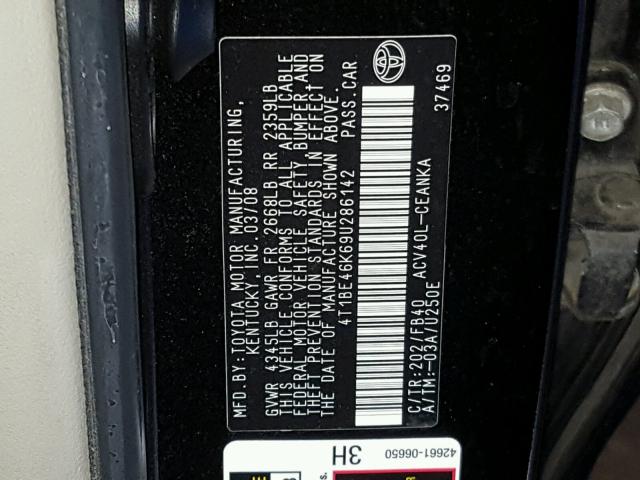 MFD.BY:TOYOTA MOTOR MANUFACTURING,
KENTUCKY, INC. 03/08
GVWR 4345LB GAWR FR 2668LB RR 2359LB
THIS VEHICLE CONFORMS TO ALL APPLICABLE
FEDERAL MOTOR VEHICLE SAFETY, BUMPER, AND
THEFT PREVENTION STANDARDS IN EFFECT ON
THE DATE OF MANUFACTURE SHOWN ABOVE.
4T1BE46K69U286142 PASS.CAR
C/TR:202/FB40 ACV40L-CEANKA 37469
A/TM:-03A/U250E
42661-06650
3H